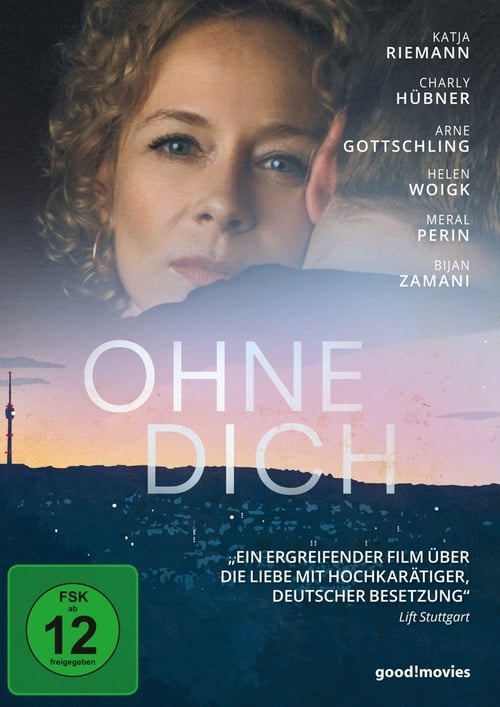 KATJA
RIEMANN
CHARLY
HÜBNER
ARNE
GOTTSCHLING
HELEN
WOIGK
MERAL
PERIN
BIJAN
ZAMANI
OHNE
DICH
„EIN ERGREIFENDER FILM ÜBER
DIE LIEBE MIT HOCHKARÄTIGER,
DEUTSCHER BESETZUNG“
Lift Stuttgart
FSK
ab
12
freigegeben
good!movies